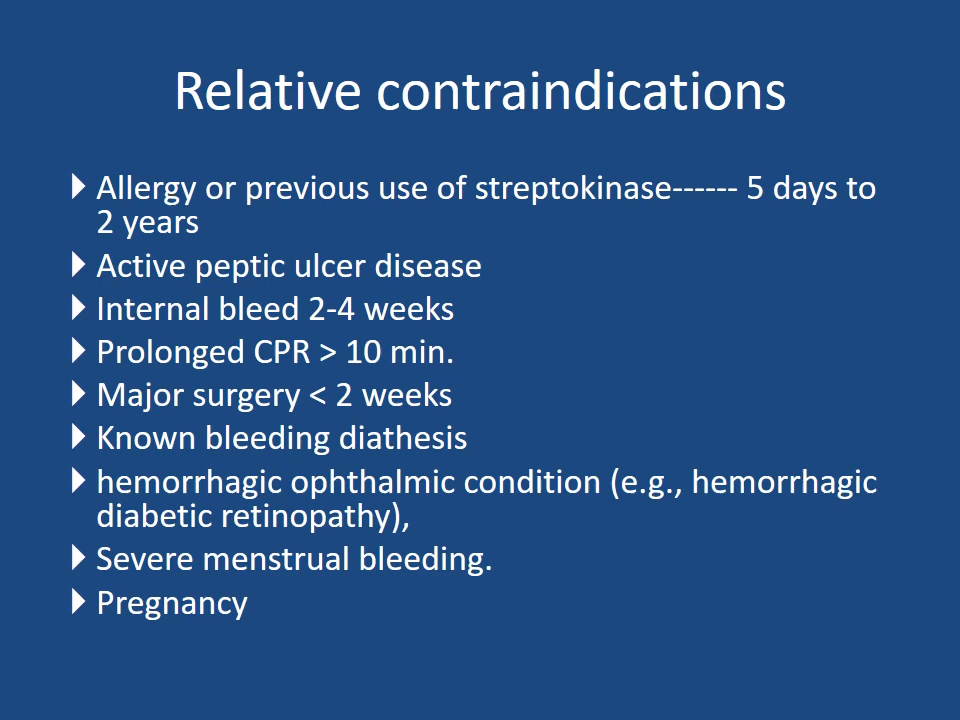 Relative contraindications
Allergy or previous use of streptokinase------ 5 days to
2 years
Active peptic ulcer disease
Internal bleed 2-4 weeks
Prolonged CPR > 10 min.
Major surgery < 2 weeks
Known bleeding diathesis
hemorrhagic ophthalmic condition (e.g., hemorrhagic
diabetic retinopathy),
Severe menstrual bleeding.
Pregnancy